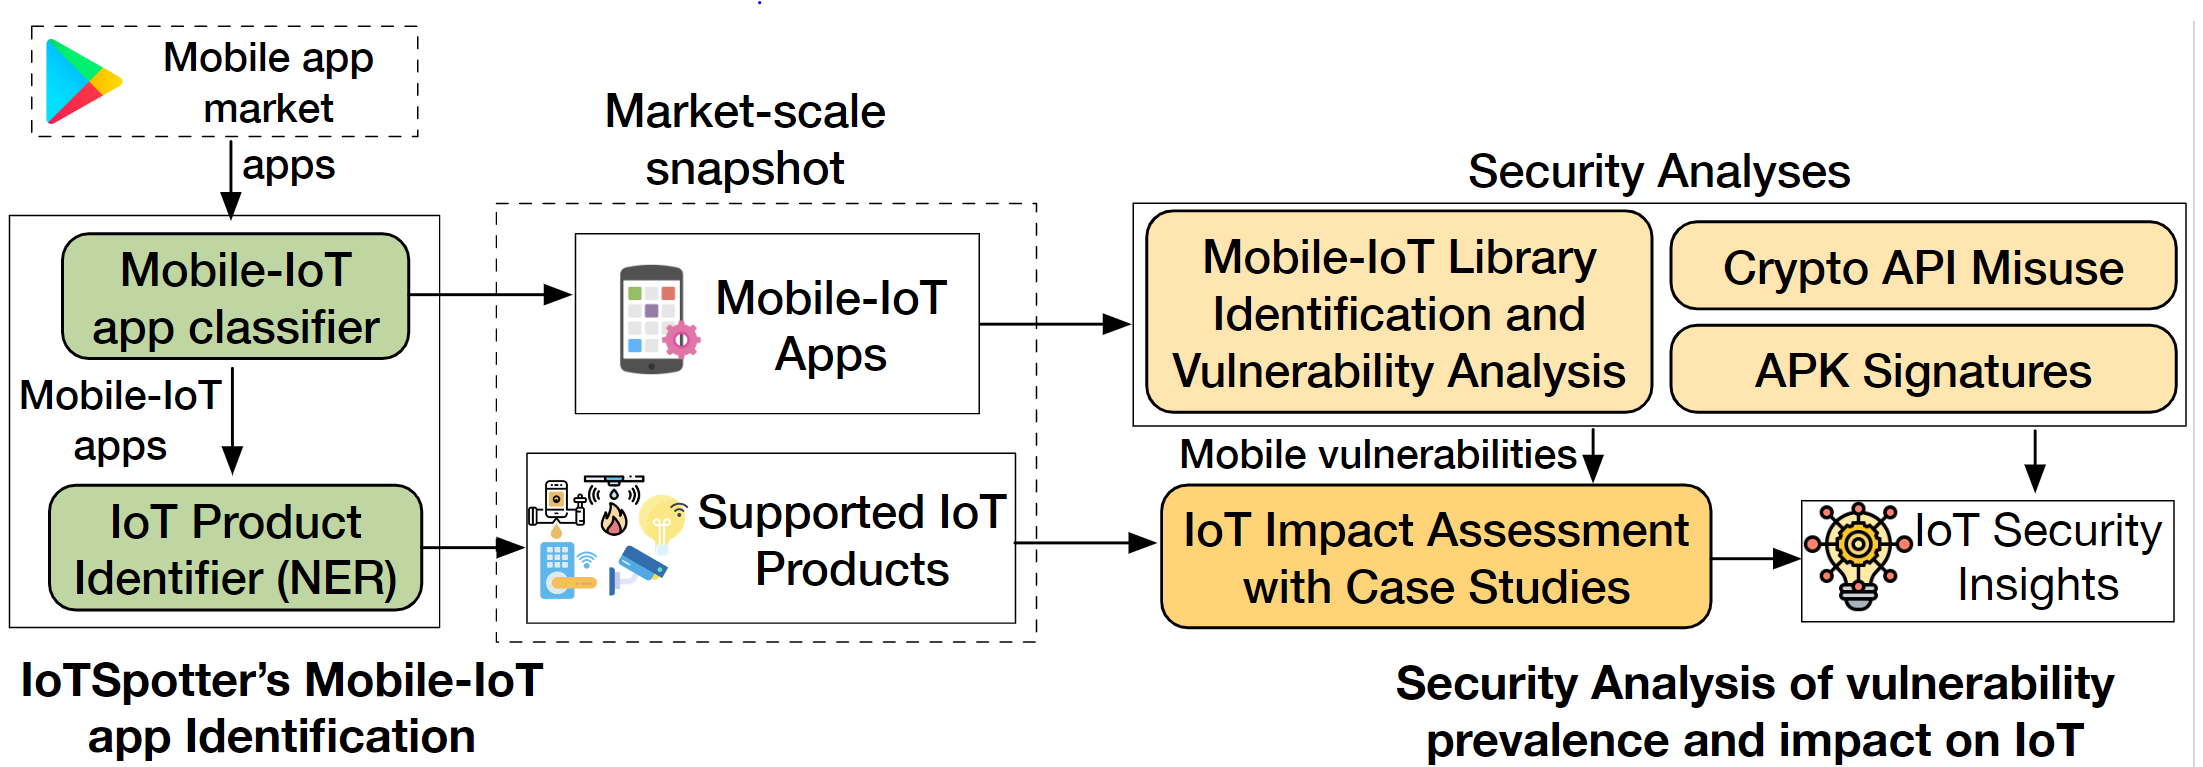 Mobile app
market
apps
Mobile-IoT
app classifier
Mobile-IoT
apps
IoT Product
Identifier (NER)
IoTSpotter’s Mobile-IoT
app Identification
Market-scale
snapshot
Mobile-IoT
Apps
Supported IoT
Products
Security Analyses
Mobile-IoT Library
Identification and
Vulnerability Analysis
Crypto API Misuse
APK Signatures
Mobile vulnerabilities
IoT Impact Assessment
with Case Studies
IoT Security
Insights
Security Analysis of vulnerability
prevalence and impact on IoT